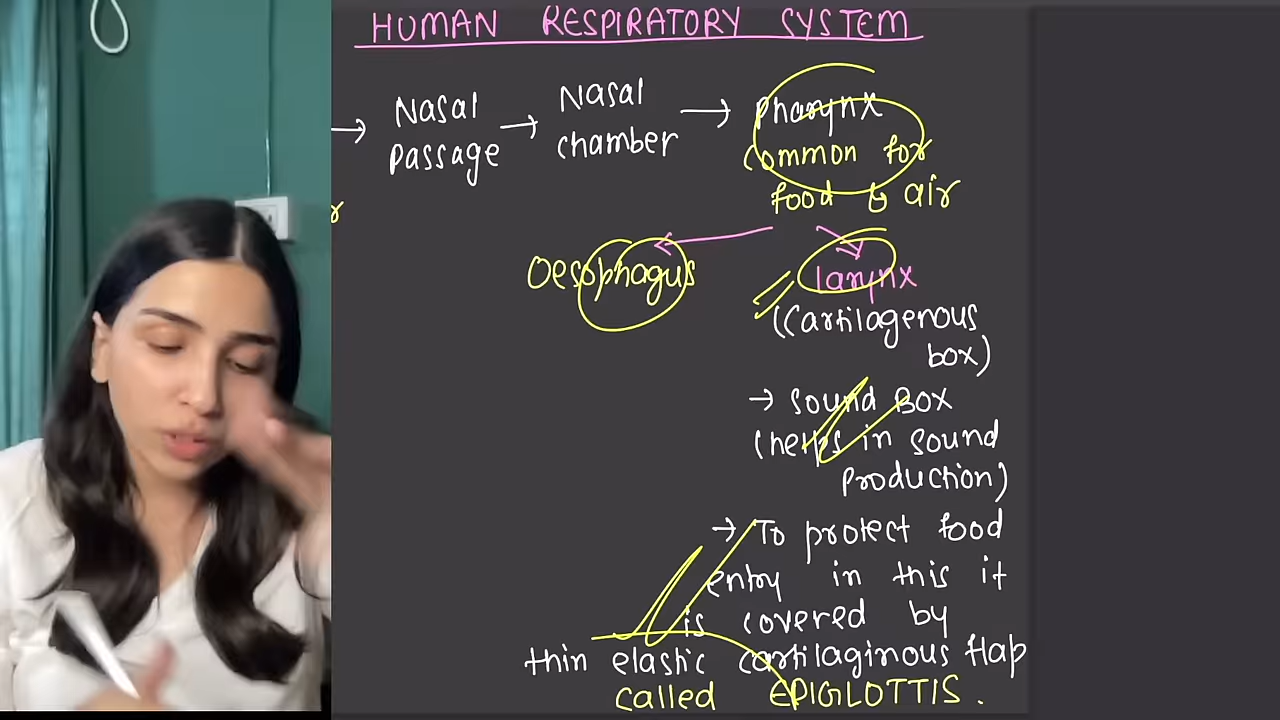 HUMAN RESPIRATORY SYSTEM
→ Nasal passage → Nasal chamber → Pharynx
common for
food & air
r
Oesophagus
larynx
(Cartilagenous
box)
→ Sound Box
(helps in sound
production)
→ To protect food
entry in this it
is covered by
thin elastic cartilaginous flap
called EPIGLOTTIS.